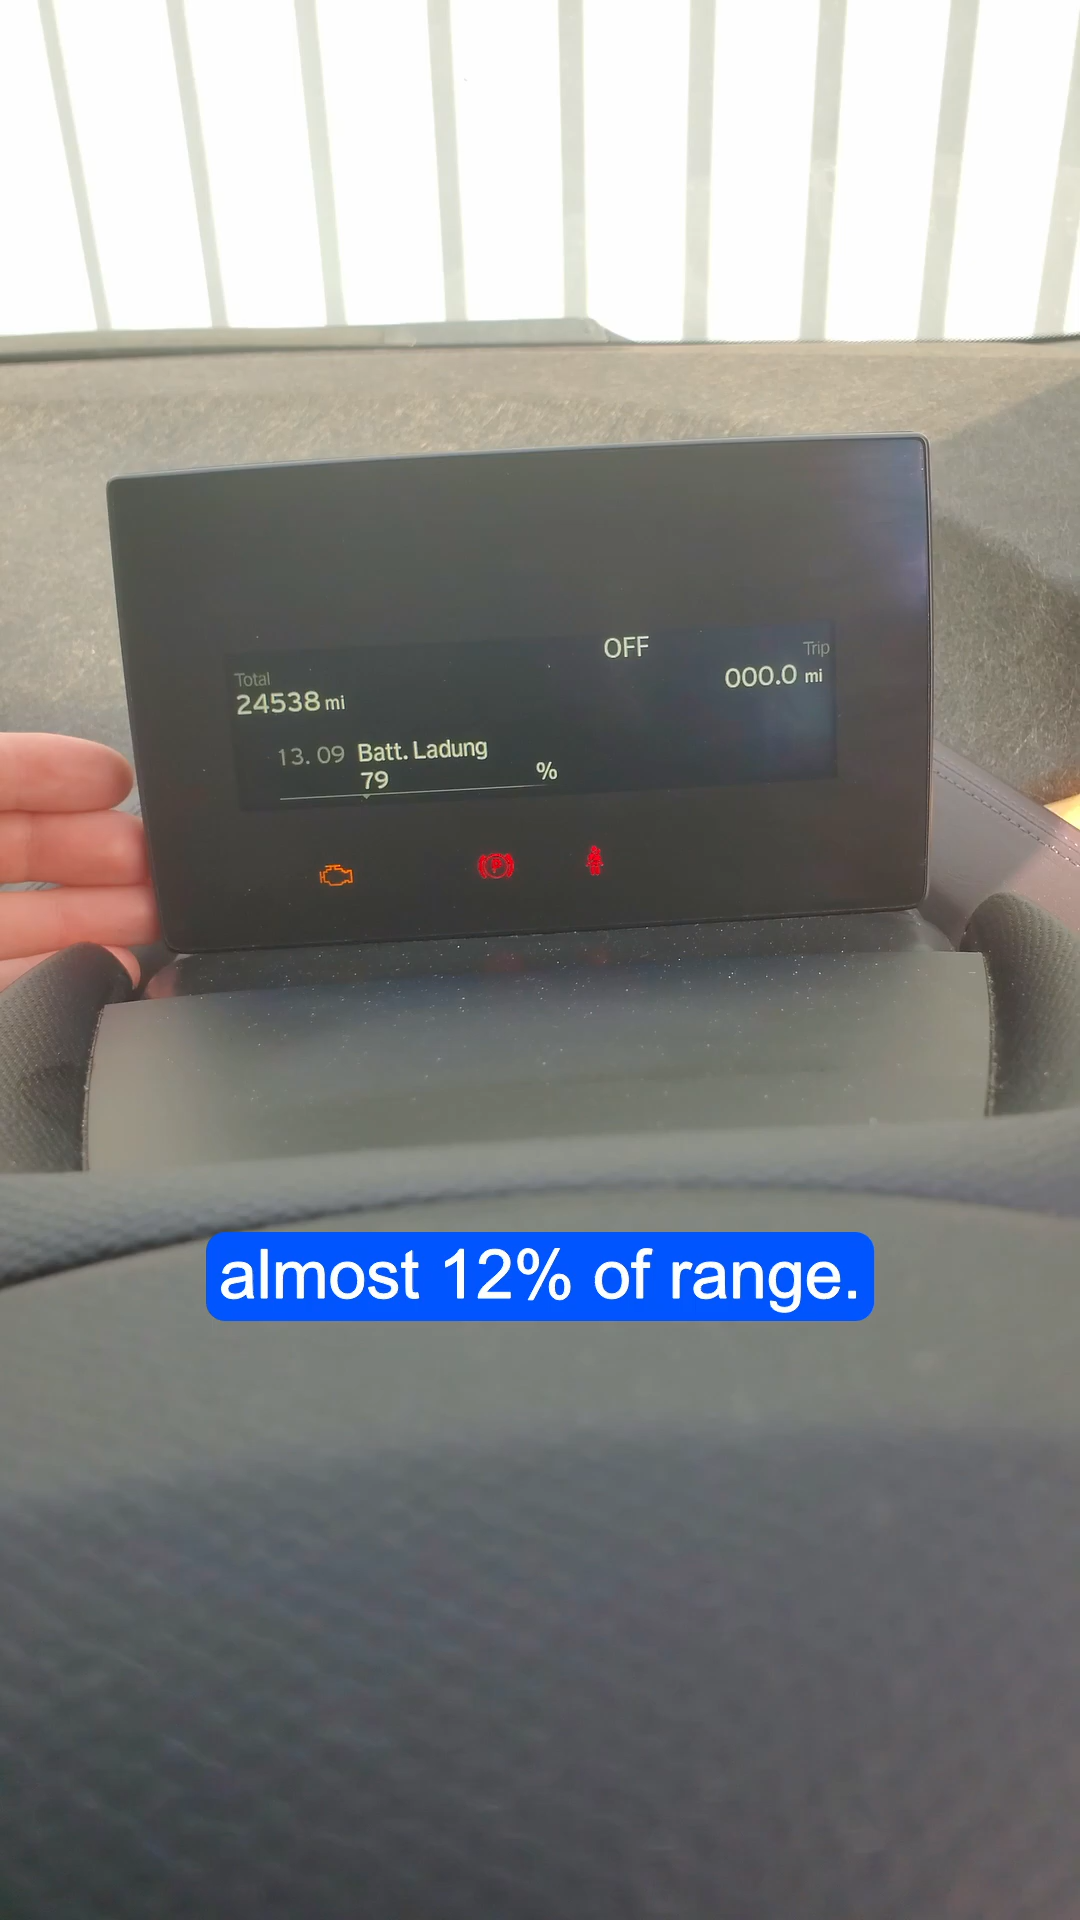 OFF
Trip
000.0 mi
Total
24538 mi
13. 09 Batt. Ladung
79 %
almost 12% of range.